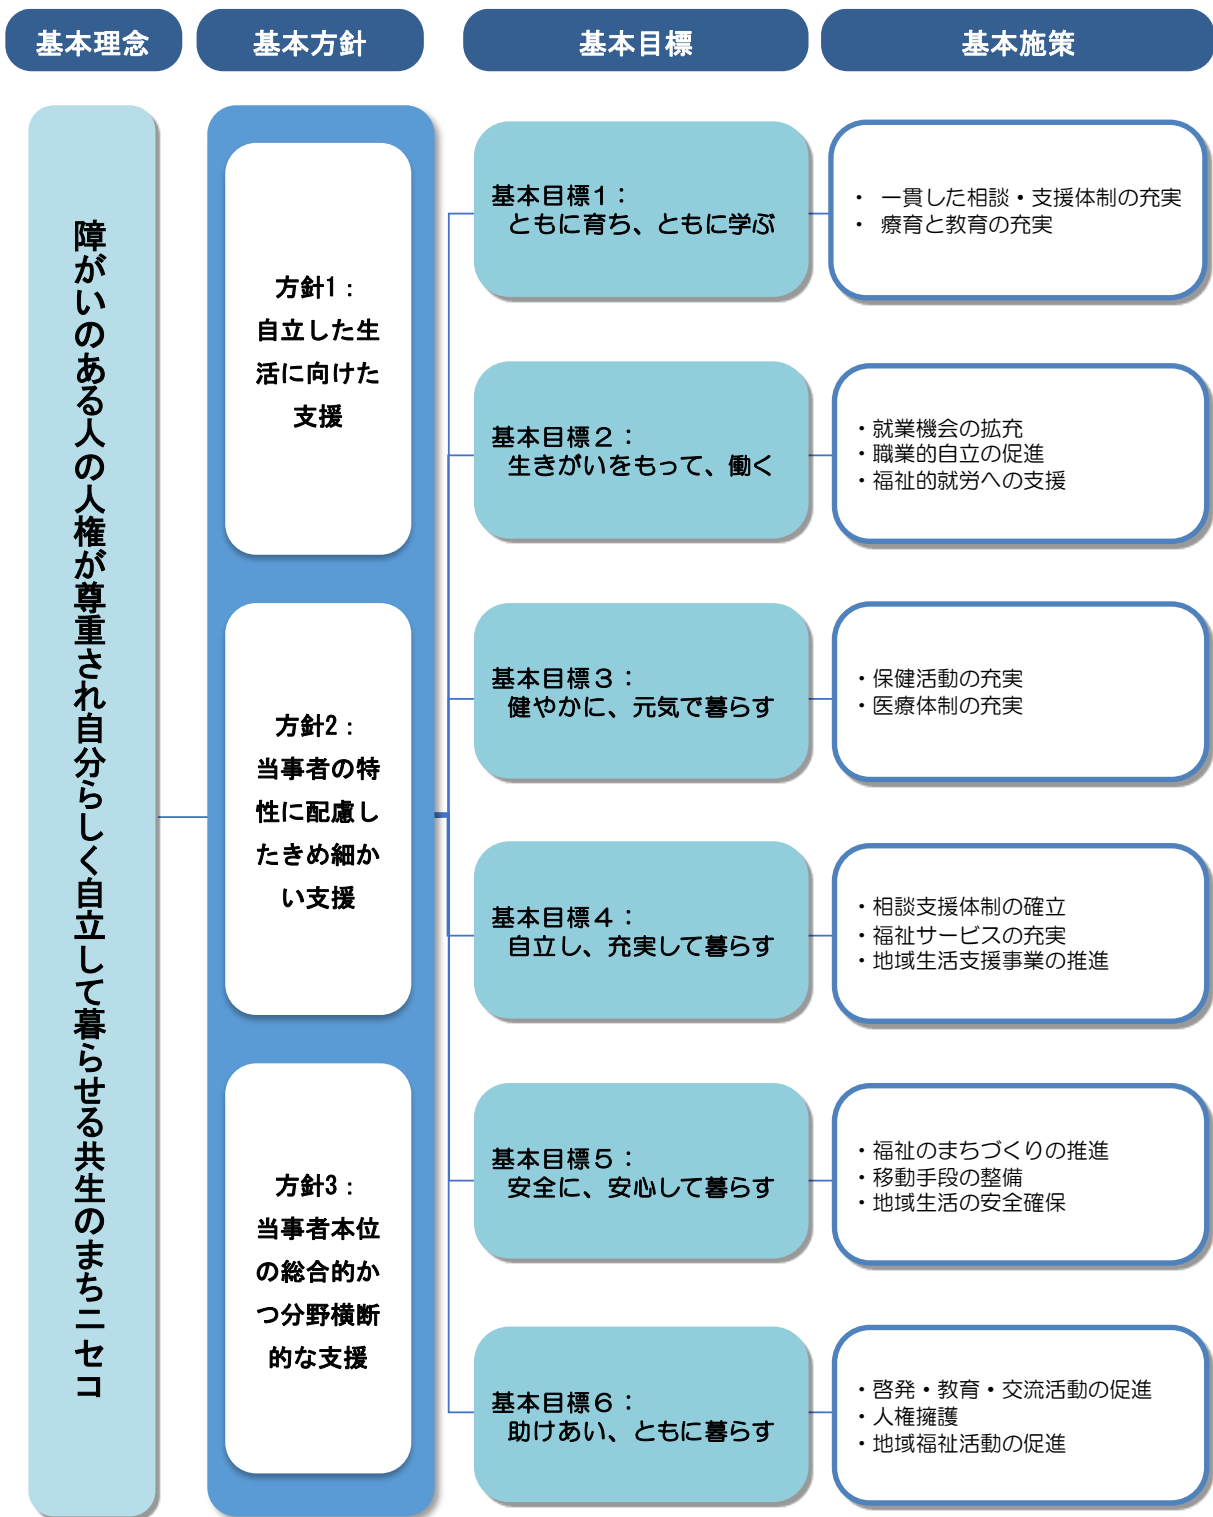 基本理念
基本方針
基本目標
基本施策
障がいのある人の人権が尊重され自分らしく自立して暮らせる共生のまちニセコ
方針1：
自立した生
活に向けた
支援
方針2：
当事者の特
性に配慮し
たきめ細か
い支援
方針3：
当事者本位
の総合的か
つ分野横断
的な支援
基本目標1：
ともに育ち、ともに学ぶ
・ 一貫した相談・支援体制の充実
・ 療育と教育の充実
基本目標２：
生きがいをもって、働く
・就業機会の拡充
・職業的自立の促進
・福祉的就労への支援
基本目標３：
健やかに、元気で暮らす
・保健活動の充実
・医療体制の充実
基本目標４：
自立し、充実して暮らす
・相談支援体制の確立
・福祉サービスの充実
・地域生活支援事業の推進
基本目標５：
安全に、安心して暮らす
・福祉のまちづくりの推進
・移動手段の整備
・地域生活の安全確保
基本目標６：
助けあい、ともに暮らす
・啓発・教育・交流活動の促進
・人権擁護
・地域福祉活動の促進